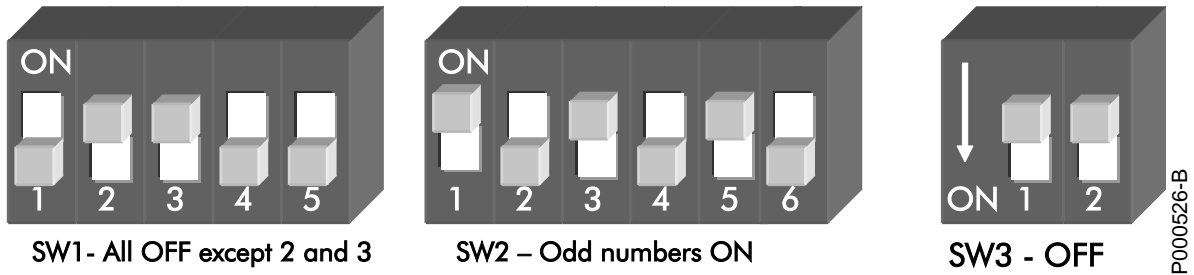 ON
1 2 3 4 5
SW1- All OFF except 2 and 3
ON
1 2 3 4 5 6
SW2 – Odd numbers ON
ON 1 2
SW3 - OFF
P000526-B